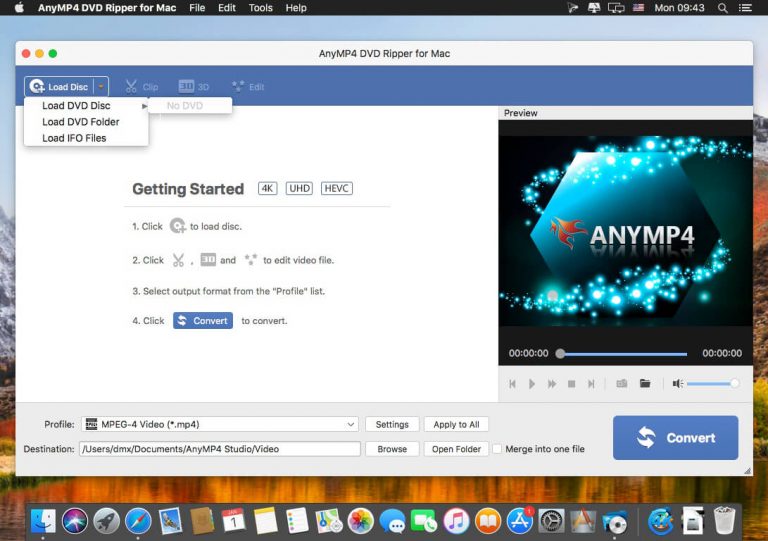 AnyMP4 DVD Ripper for Mac File Edit Tools Help Mon 09:43
AnyMP4 DVD Ripper for Mac
Load Disc Clip 3D 3D Edit
Load DVD Disc No DVD
Load DVD Folder
Load IFO Files
Preview
ANYMP4
Getting Started 4K UHD HEVC
1. Click to load disc.
2. Click , 3D and to edit video file.
3. Select output format from the "Profile" list.
4. Click Convert to convert.
00:00:00 00:00:00
Profile: MPEG-4 Video (*.mp4) Settings Apply to All
Convert
Destination: /Users/dmx/Documents/AnyMP4 Studio/Video Browse Open Folder Merge into one file
JAN
1
1